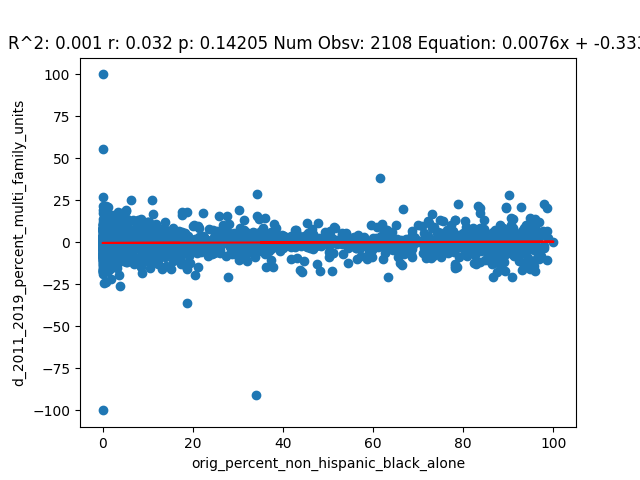 R^2: 0.001 r: 0.032 p: 0.14205 Num Obsv: 2108 Equation: 0.0076x + -0.333
100
75
50
25
0
−25
−50
−75
−100
d_2011_2019_percent_multi_family_units
0 20 40 60 80 100
orig_percent_non_hispanic_black_alone